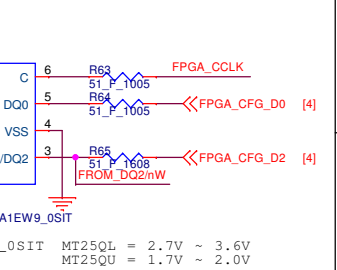 R63 FPGA_CCLK
C 6
51_F_1005
R64
DQ0 5 FPGA_CFG_D0 [4]
51_F_1005
VSS 4
R65
/DQ2 3 FPGA_CFG_D2 [4]
51_F_1608
FROM_DQ2/nW
A1EW9_0SIT
_0SIT MT25QL = 2.7V ~ 3.6V
MT25QU = 1.7V ~ 2.0V